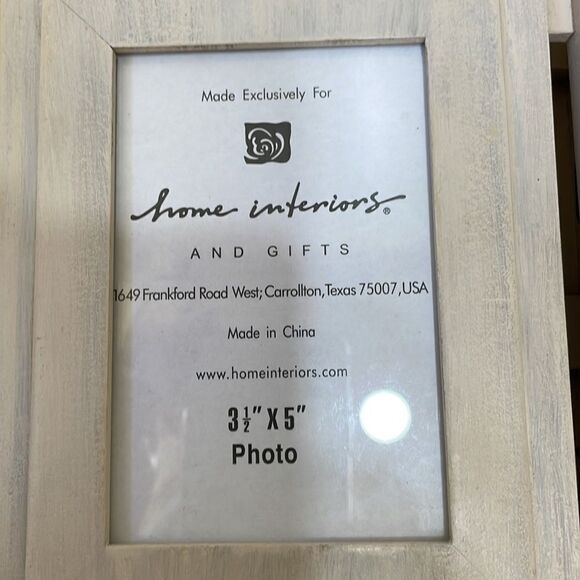 Made Exclusively For
home interiors®
AND GIFTS
1649 Frankford Road West; Carrollton, Texas 75007, USA
Made in China
www.homeinteriors.com
3½" X 5"
Photo